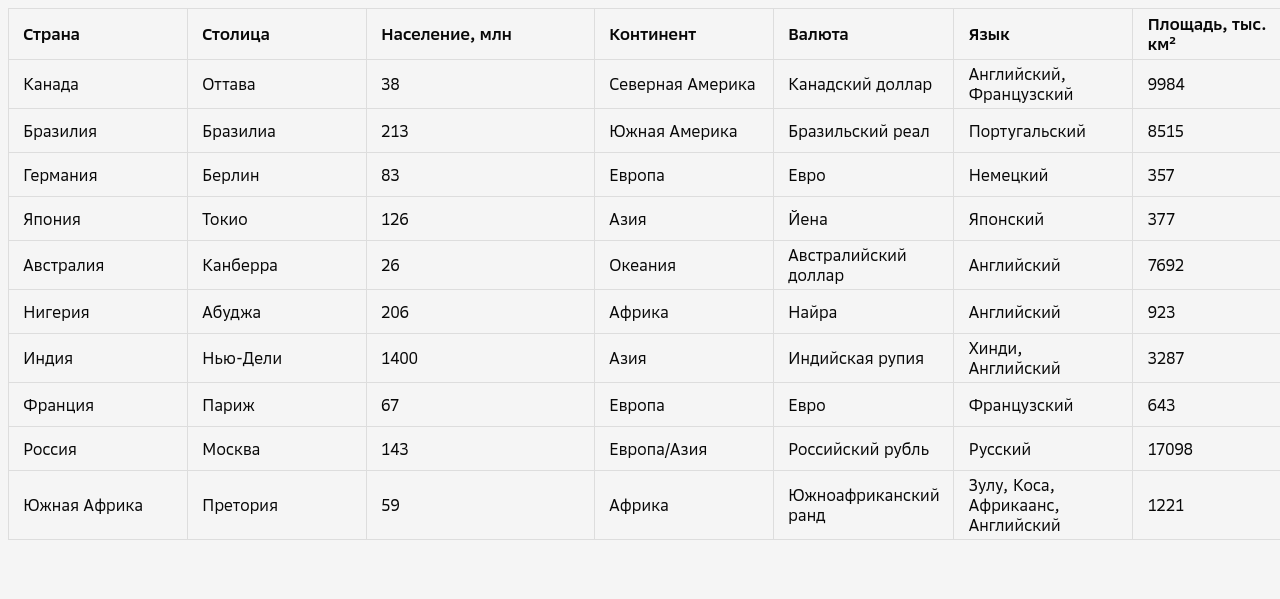 Страна Столица Население, млн Континент Валюта Язык Площадь, тыс. км²
Канада Оттава 38 Северная Америка Канадский доллар Английский, Французский 9984
Бразилия Бразилиа 213 Южная Америка Бразильский реал Португальский 8515
Германия Берлин 83 Европа Евро Немецкий 357
Япония Токио 126 Азия Йена Японский 377
Австралия Канберра 26 Океания Австралийский доллар Английский 7692
Нигерия Абуджа 206 Африка Найра Английский 923
Индия Нью-Дели 1400 Азия Индийская рупия Хинди, Английский 3287
Франция Париж 67 Европа Евро Французский 643
Россия Москва 143 Европа/Азия Российский рубль Русский 17098
Южная Африка Претория 59 Африка Южноафриканский ранд Зулу, Коса, Африкаанс, Английский 1221